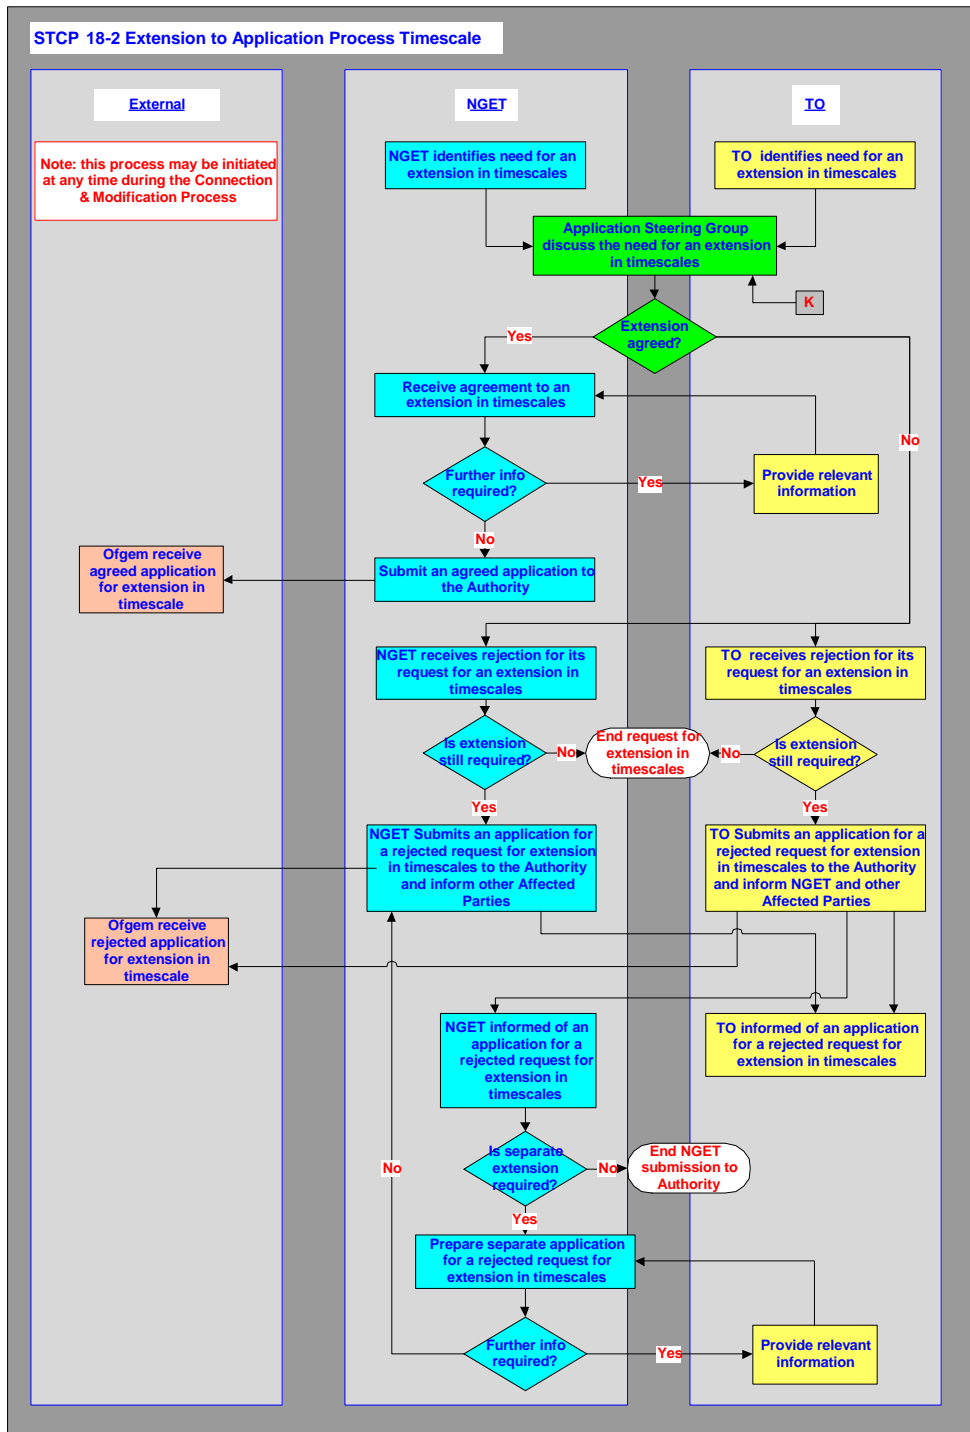 STCP 18-2 Extension to Application Process Timescale
External
NGET
TO
Note: this process may be initiated
at any time during the Connection
& Modification Process
NGET identifies need for an
extension in timescales
TO identifies need for an
extension in timescales
Application Steering Group
discuss the need for an extension
in timescales
K
Extension
agreed?
Yes
No
Receive agreement to an
extension in timescales
Further info
required?
Yes
Provide relevant
information
No
Submit an agreed application to
the Authority
Ofgem receive
agreed application
for extension in
timescale
NGET receives rejection for its
request for an extension in
timescales
TO receives rejection for its
request for an extension in
timescales
Is extension
still required?
No
End request for
extension in
timescales
No
Is extension
still required?
Yes
Yes
NGET Submits an application for
a rejected request for extension
in timescales to the Authority
and inform other Affected
Parties
TO Submits an application for a
rejected request for extension
in timescales to the Authority
and inform NGET and other
Affected Parties
Ofgem receive
rejected application
for extension in
timescale
NGET informed of an
application for a
rejected request for
extension in
timescales
TO informed of an application
for a rejected request for
extension in timescales
Is separate
extension
required?
No
No
End NGET
submission to
Authority
Yes
Prepare separate application
for a rejected request for
extension in timescales
Further info
required?
Yes
Provide relevant
information